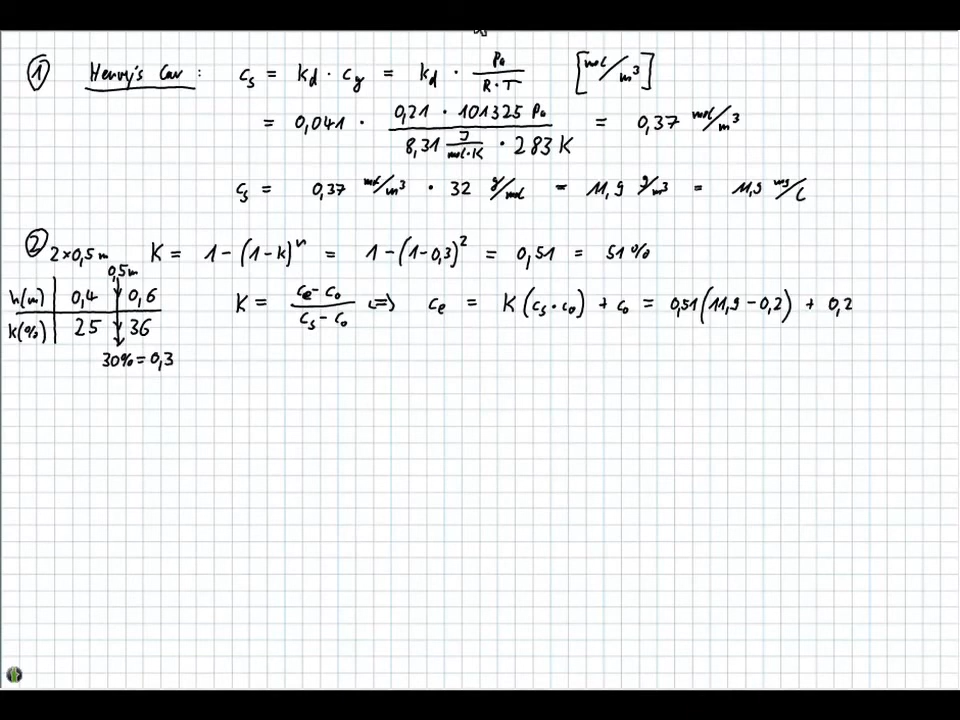 ① Henry's Law : c_s = k_d · c_g = k_d · p_a / (R · T) [mol/m³]
= 0,041 · (0,21 · 101325 Pa) / (8,31 J/(mol·K) · 283 K) = 0,37 mol/m³
c_s = 0,37 mol/m³ · 32 g/mol = 11,9 g/m³ = 11,9 mg/L
② 2 × 0,5 m K = 1 - (1-k)ⁿ = 1 - (1-0,3)² = 0,51 = 51 %
0,5m
h(m) | 0,4 | 0,6 K = (c_e - c_0) / (c_s - c_0) <=> c_e = K (c_s · c_0) + c_0 = 0,51 (11,9 - 0,2) + 0,2
k(%) | 25 | 36
30% = 0,3